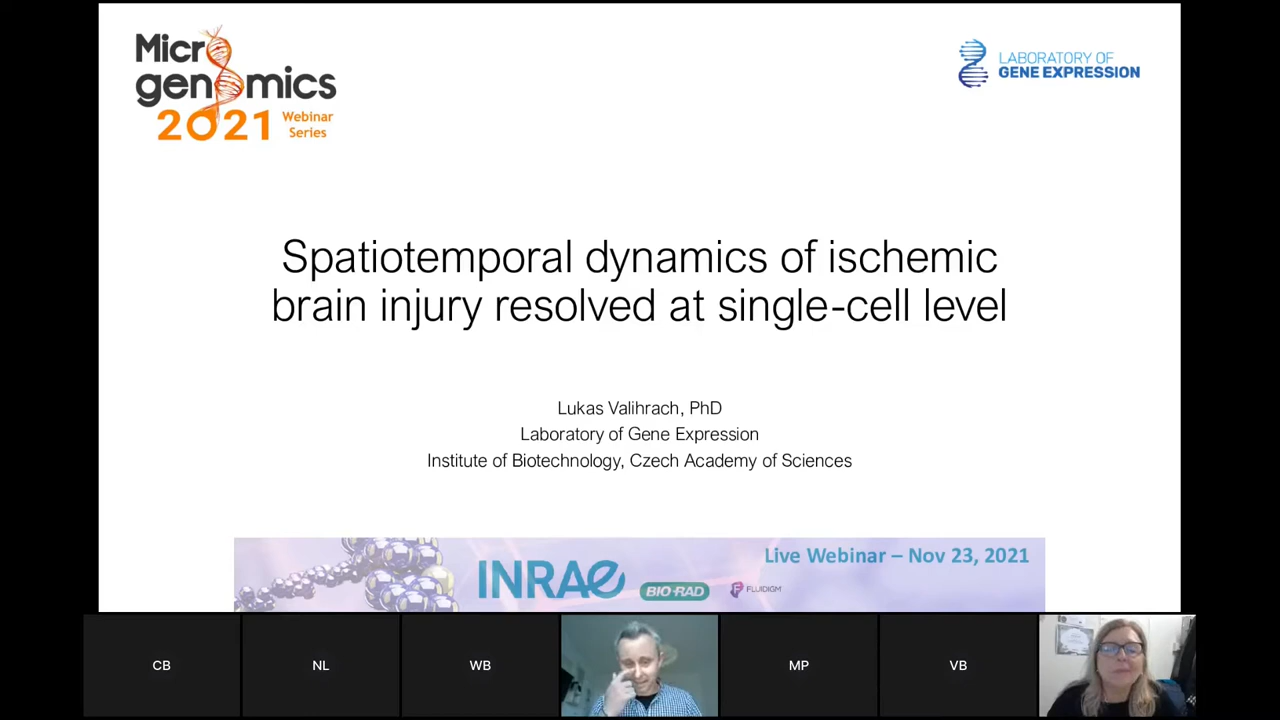 Micro
genomics
2021 Webinar
Series
LABORATORY OF
GENE EXPRESSION
Spatiotemporal dynamics of ischemic
brain injury resolved at single-cell level
Lukas Valihrach, PhD
Laboratory of Gene Expression
Institute of Biotechnology, Czech Academy of Sciences
Live Webinar – Nov 23, 2021
INRAE
BIO-RAD
FLUIDIGM
CB
NL
WB
MP
VB